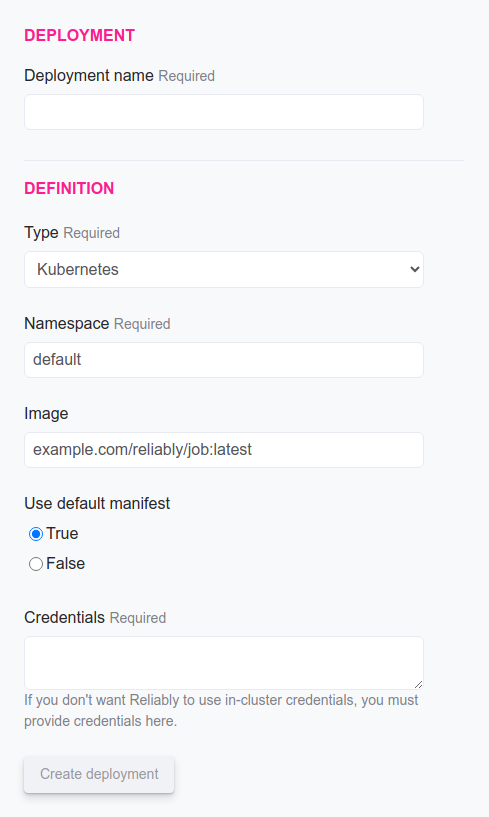 DEPLOYMENT
Deployment name Required
DEFINITION
Type Required
Kubernetes
Namespace Required
default
Image
example.com/reliably/job:latest
Use default manifest
True
False
Credentials Required
If you don't want Reliably to use in-cluster credentials, you must
provide credentials here.
Create deployment